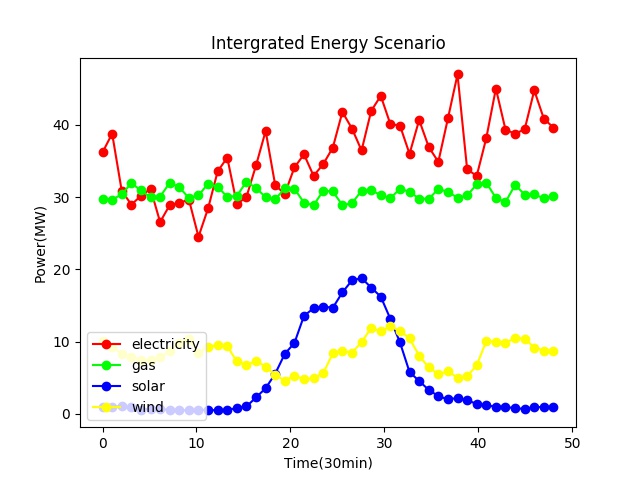 Intergrated Energy Scenario
Power(MW)
40
30
20
10
0
electricity
gas
solar
wind
0 10 20 30 40 50
Time(30min)